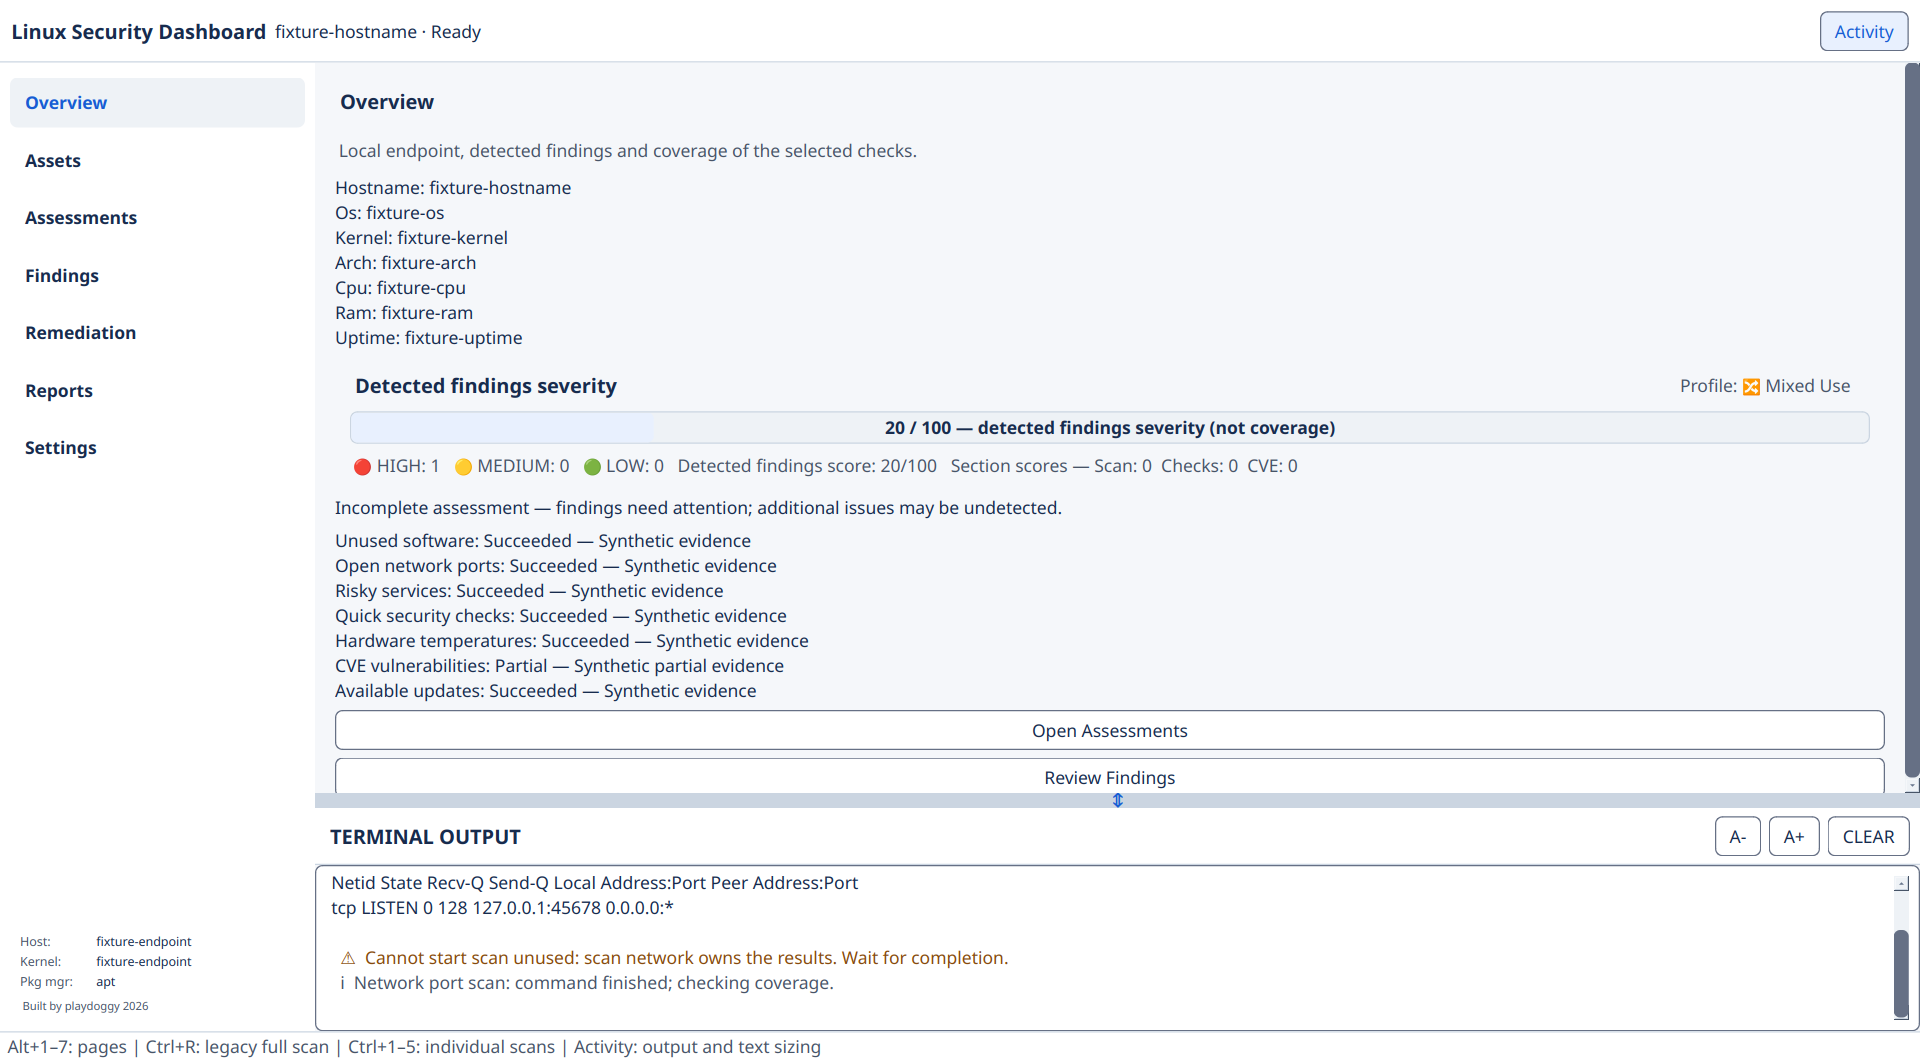 Linux Security Dashboard fixture-hostname · Ready
Activity
Overview
Assets
Assessments
Findings
Remediation
Reports
Settings
Host: fixture-endpoint
Kernel: fixture-endpoint
Pkg mgr: apt
Built by playdoggy 2026
Overview
Local endpoint, detected findings and coverage of the selected checks.
Hostname: fixture-hostname
Os: fixture-os
Kernel: fixture-kernel
Arch: fixture-arch
Cpu: fixture-cpu
Ram: fixture-ram
Uptime: fixture-uptime
Detected findings severity
Profile: 🔀 Mixed Use
20 / 100 — detected findings severity (not coverage)
🔴 HIGH: 1 🟡 MEDIUM: 0 🟢 LOW: 0 Detected findings score: 20/100 Section scores — Scan: 0 Checks: 0 CVE: 0
Incomplete assessment — findings need attention; additional issues may be undetected.
Unused software: Succeeded — Synthetic evidence
Open network ports: Succeeded — Synthetic evidence
Risky services: Succeeded — Synthetic evidence
Quick security checks: Succeeded — Synthetic evidence
Hardware temperatures: Succeeded — Synthetic evidence
CVE vulnerabilities: Partial — Synthetic partial evidence
Available updates: Succeeded — Synthetic evidence
Open Assessments
Review Findings
TERMINAL OUTPUT
A- A+ CLEAR
Netid State Recv-Q Send-Q Local Address:Port Peer Address:Port
tcp LISTEN 0 128 127.0.0.1:45678 0.0.0.0:*
⚠ Cannot start scan unused: scan network owns the results. Wait for completion.
i Network port scan: command finished; checking coverage.
Alt+1–7: pages | Ctrl+R: legacy full scan | Ctrl+1–5: individual scans | Activity: output and text sizing